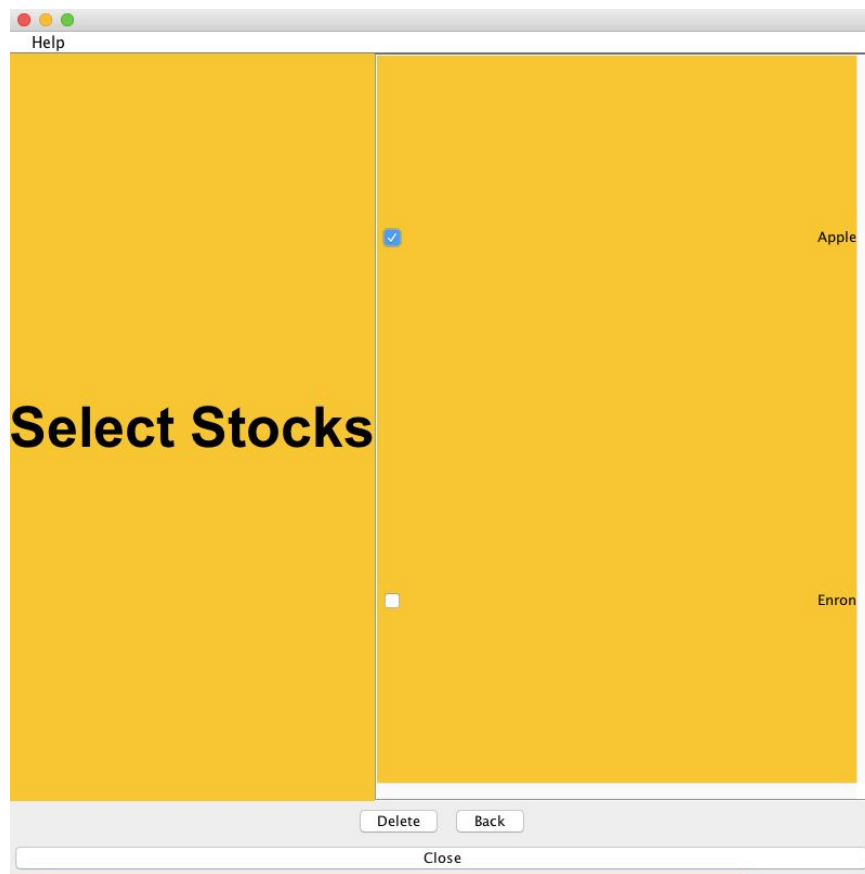 Help
Apple
Select Stocks
Enron
Delete Back
Close